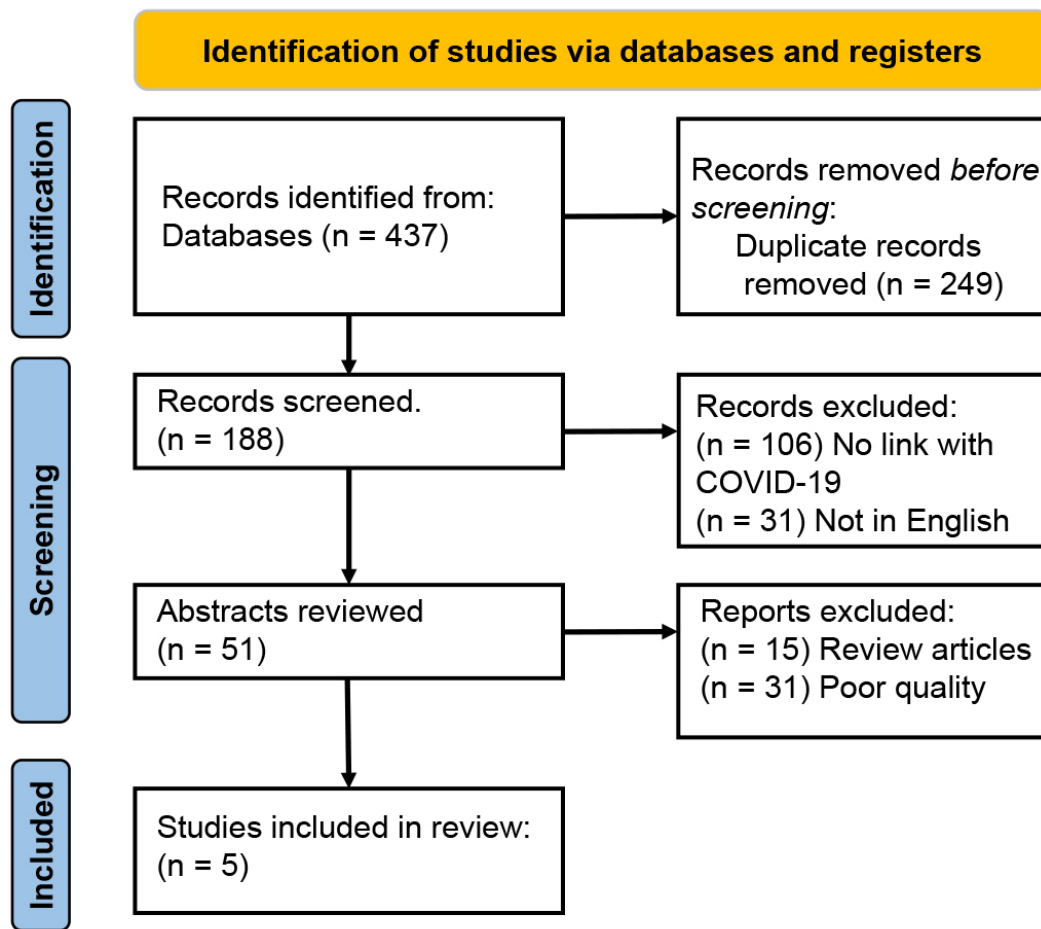 Identification of studies via databases and registers
Identification
Records identified from:
Databases (n = 437)
Records removed before
screening:
Duplicate records
removed (n = 249)
Screening
Records screened.
(n = 188)
Records excluded:
(n = 106) No link with
COVID-19
(n = 31) Not in English
Abstracts reviewed
(n = 51)
Reports excluded:
(n = 15) Review articles
(n = 31) Poor quality
Included
Studies included in review:
(n = 5)